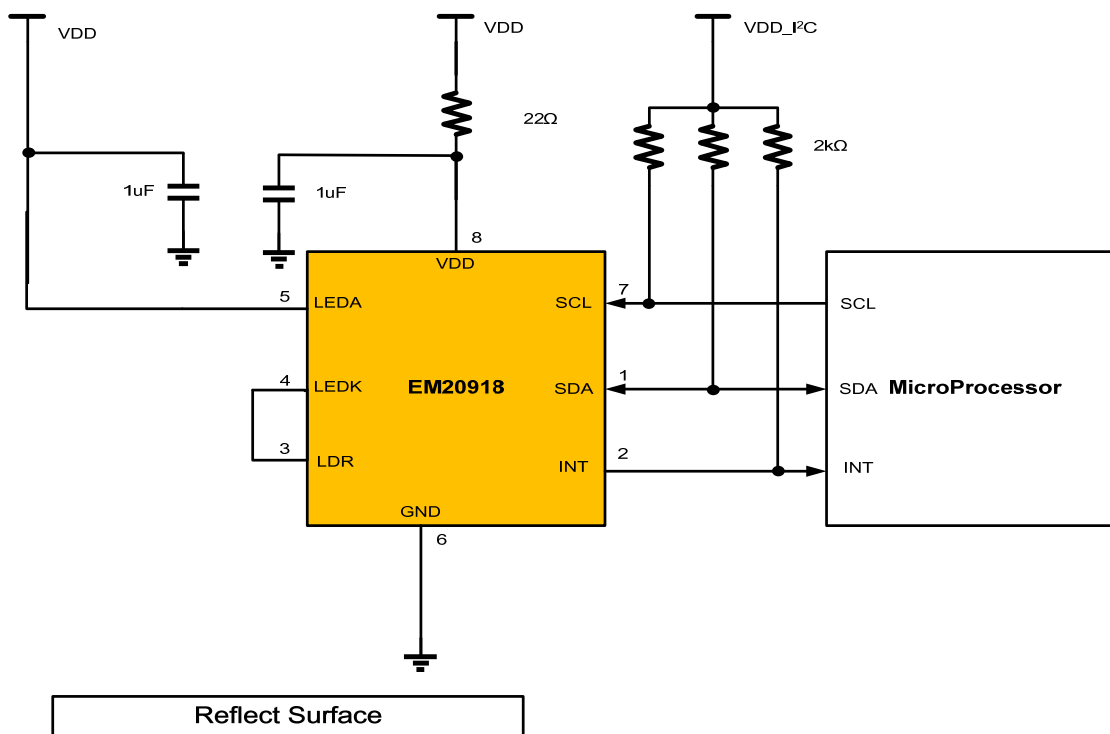 VDD
VDD
VDD_I²C
22Ω
2kΩ
1uF
1uF
8
VDD
5
LEDA
SCL
7
SCL
4
LEDK
EM20918
SDA
1
SDA
MicroProcessor
3
LDR
INT
2
INT
GND
6
Reflect Surface